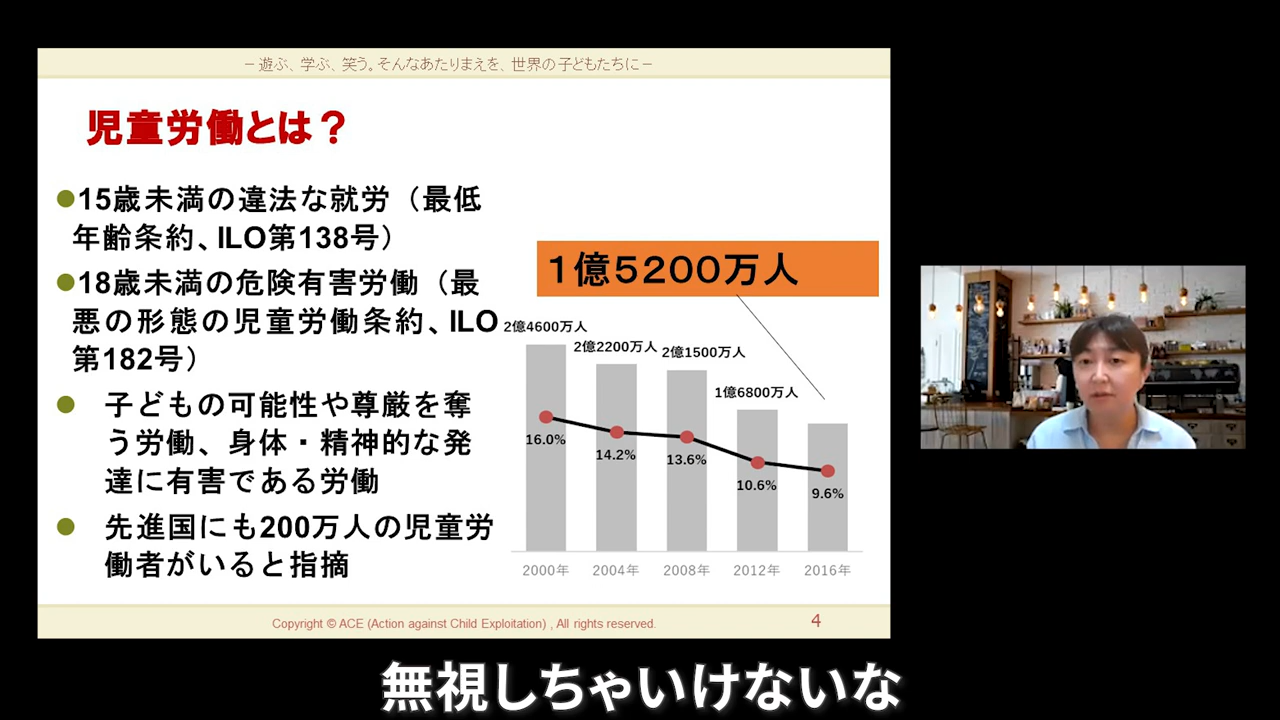 －遊ぶ、学ぶ、笑う。そんなあたりまえを、世界の子どもたちに－
児童労働とは？
●15歳未満の違法な就労（最低
年齢条約、ILO第138号）
●18歳未満の危険有害労働（最
悪の形態の児童労働条約、ILO
第182号）
● 子どもの可能性や尊厳を奪
う労働、身体・精神的な発
達に有害である労働
● 先進国にも200万人の児童労
働者がいると指摘
１億５２００万人
2億4600万人
2億2200万人
2億1500万人
1億6800万人
16.0%
14.2%
13.6%
10.6%
9.6%
2000年
2004年
2008年
2012年
2016年
Copyright © ACE (Action against Child Exploitation) , All rights reserved.
4
無視しちゃいけないな